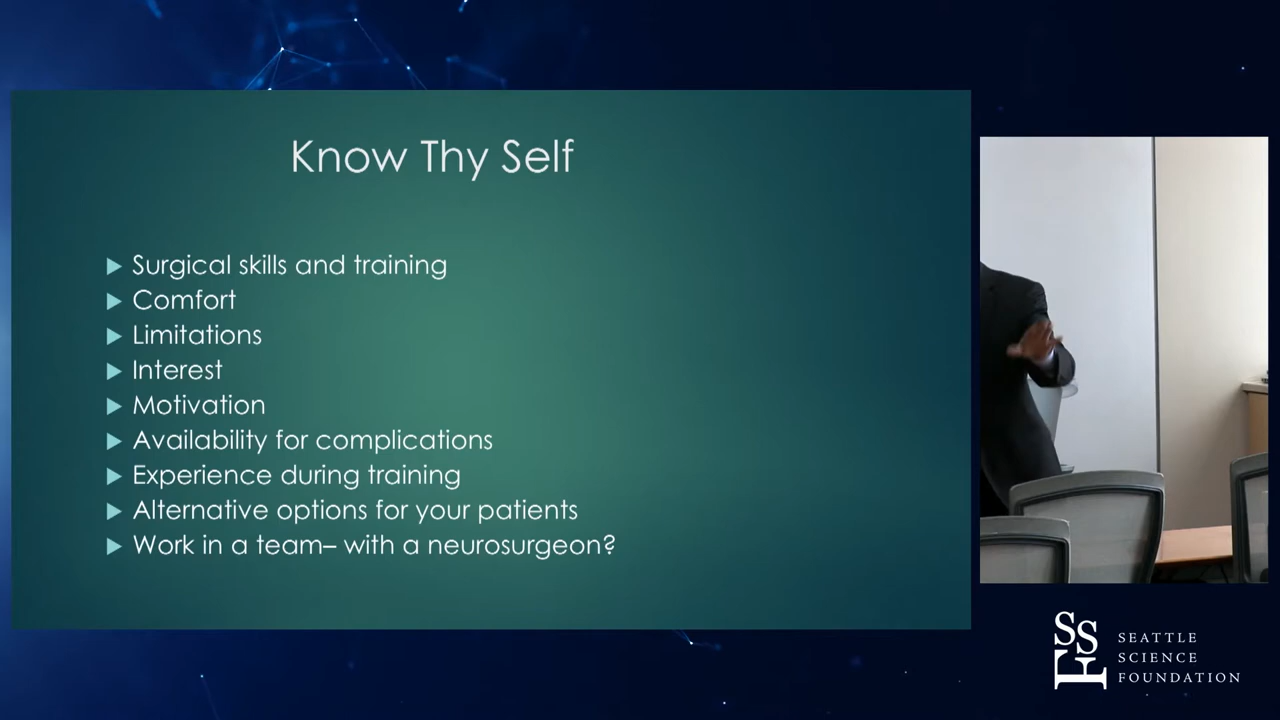 Know Thy Self
Surgical skills and training
Comfort
Limitations
Interest
Motivation
Availability for complications
Experience during training
Alternative options for your patients
Work in a team– with a neurosurgeon?
SSF
SEATTLE
SCIENCE
FOUNDATION